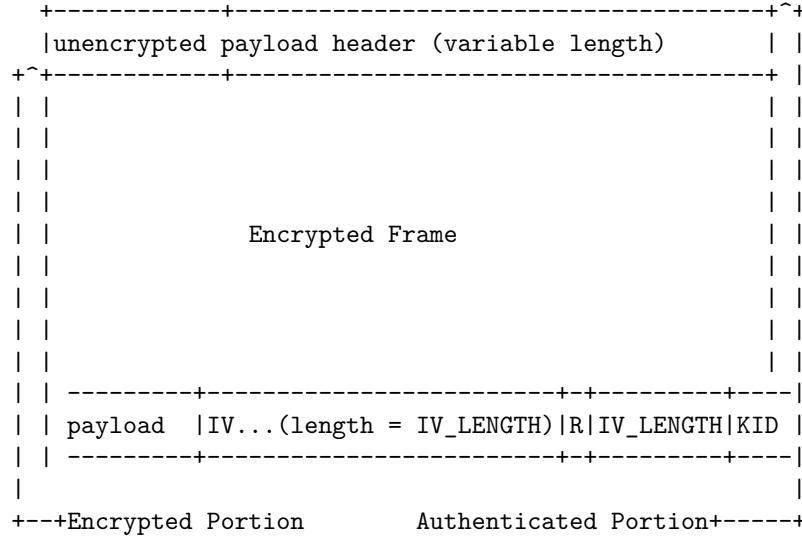 unencrypted payload header (variable length)
Encrypted Frame
payload |IV...(length = IV_LENGTH)|R|IV_LENGTH|KID
Encrypted Portion Authenticated Portion